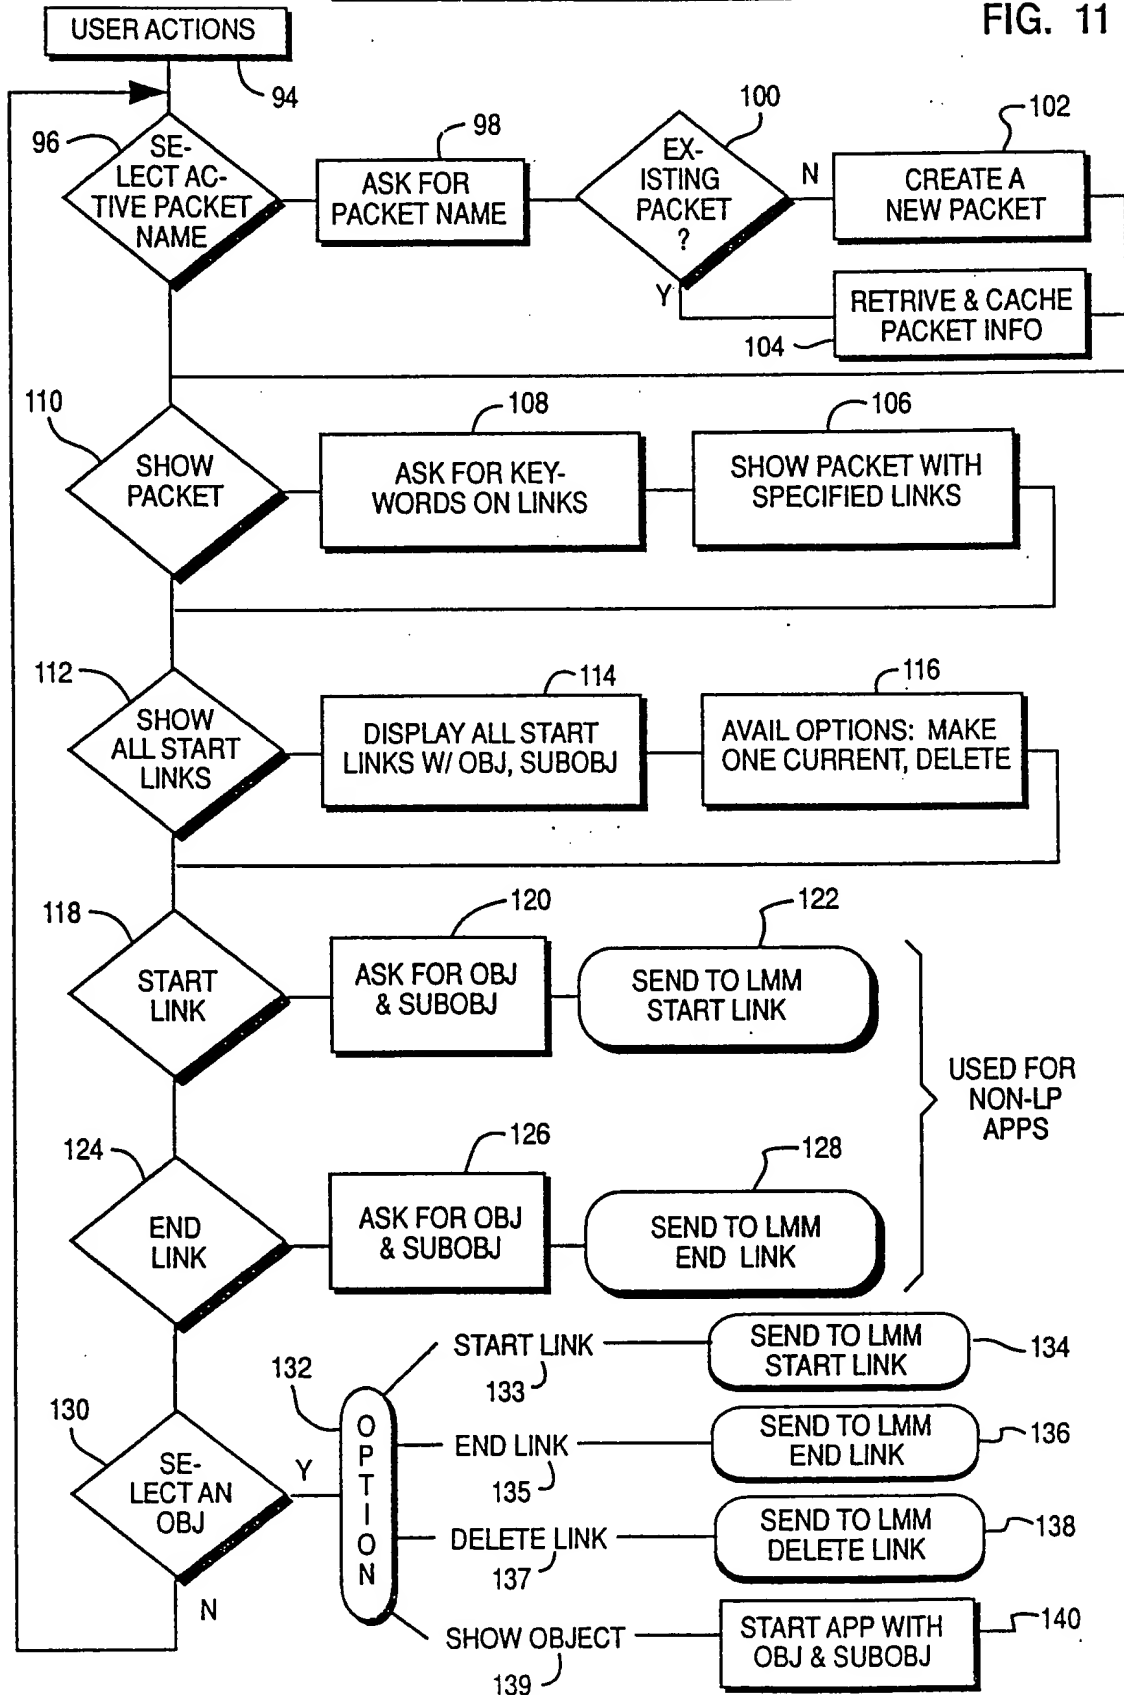 FIG. 11
USER ACTIONS
94
96
SE-
LECT AC-
TIVE PACKET
NAME
98
ASK FOR
PACKET NAME
100
EX-
ISTING
PACKET
?
N
102
CREATE A
NEW PACKET
Y
RETRIVE & CACHE
PACKET INFO
104
110
SHOW
PACKET
108
ASK FOR KEY-
WORDS ON LINKS
106
SHOW PACKET WITH
SPECIFIED LINKS
112
SHOW
ALL START
LINKS
114
DISPLAY ALL START
LINKS W/ OBJ, SUBOBJ
116
AVAIL OPTIONS: MAKE
ONE CURRENT, DELETE
118
START
LINK
120
ASK FOR OBJ
& SUBOBJ
122
SEND TO LMM
START LINK
USED FOR
NON-LP
APPS
124
END
LINK
126
ASK FOR OBJ
& SUBOBJ
128
SEND TO LMM
END LINK
130
SE-
LECT AN
OBJ
Y
N
132
OPTION
START LINK
133
SEND TO LMM
START LINK
134
END LINK
135
SEND TO LMM
END LINK
136
DELETE LINK
137
SEND TO LMM
DELETE LINK
138
SHOW OBJECT
139
START APP WITH
OBJ & SUBOBJ
140